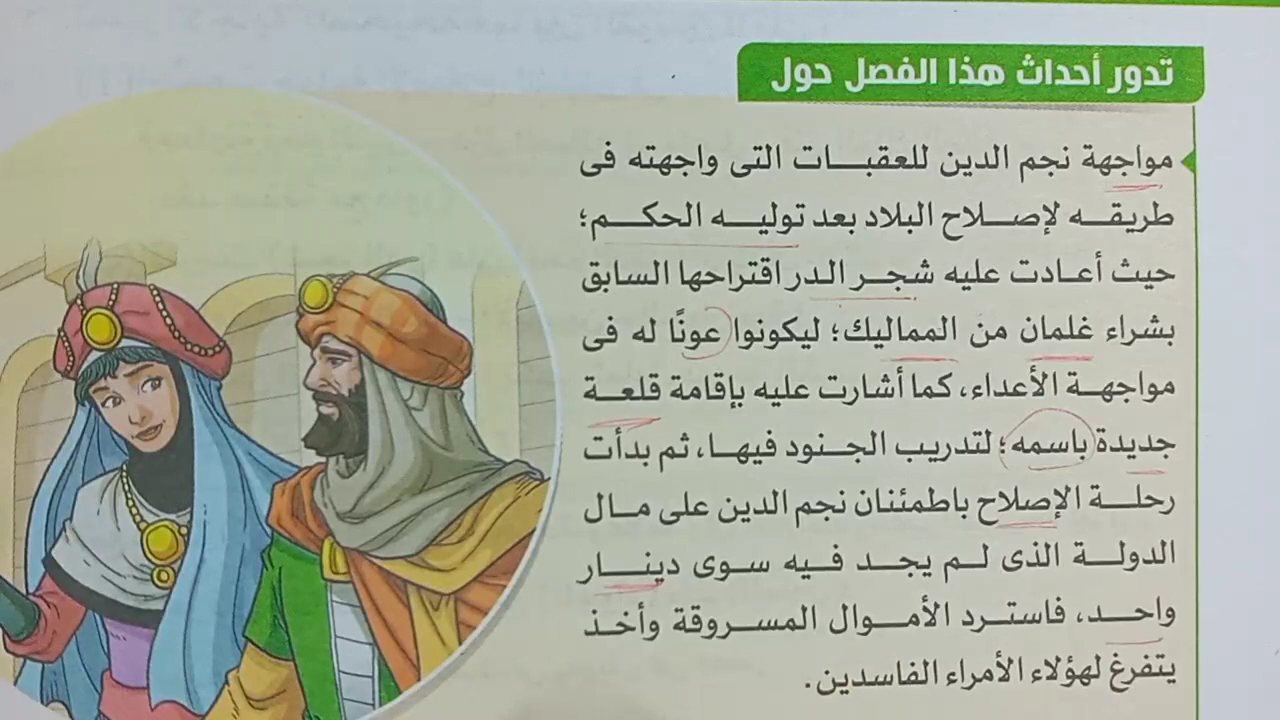 تدور أحداث هذا الفصل حول
مواجهة نجم الدين للعقبات التى واجهته فى
طريقه لإصلاح البلاد بعد توليه الحكم؛
حيث أعادت عليه شجر الدر اقتراحها السابق
بشراء غلمان من المماليك؛ ليكونوا عونًا له فى
مواجهة الأعداء، كما أشارت عليه بإقامة قلعة
جديدة باسمه؛ لتدريب الجنود فيها، ثم بدأت
رحلة الإصلاح باطمئنان نجم الدين على مال
الدولة الذى لم يجد فيه سوى دينار
واحد، فاسترد الأموال المسروقة وأخذ
يتفرغ لهؤلاء الأمراء الفاسدين.